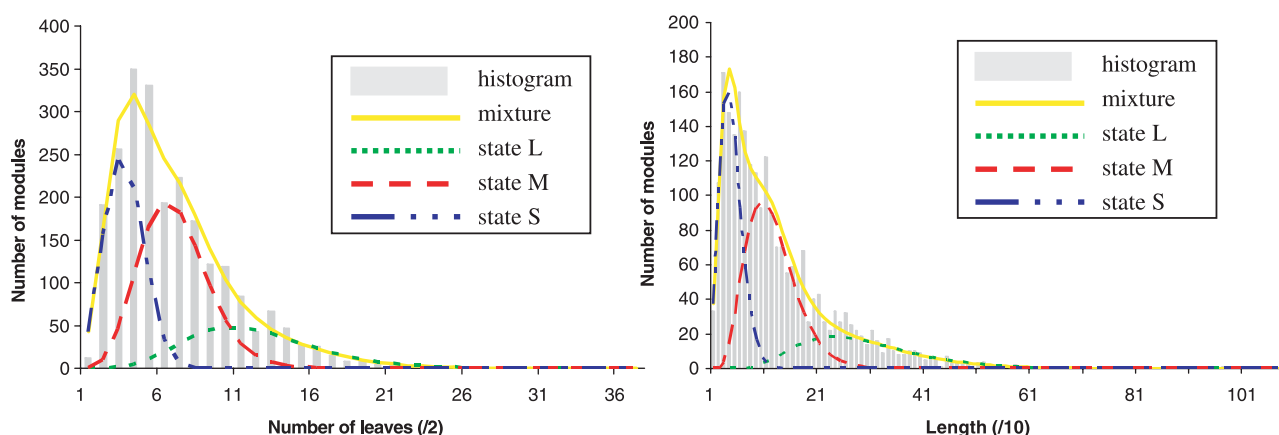 400
350
300
250
200
150
100
50
0
Number of modules
1 6 11 16 21 26 31 36
Number of leaves (/2)
histogram
mixture
state L
state M
state S
200
180
160
140
120
100
80
60
40
20
0
Number of modules
1 21 41 61 81 101
Length (/10)
histogram
mixture
state L
state M
state S